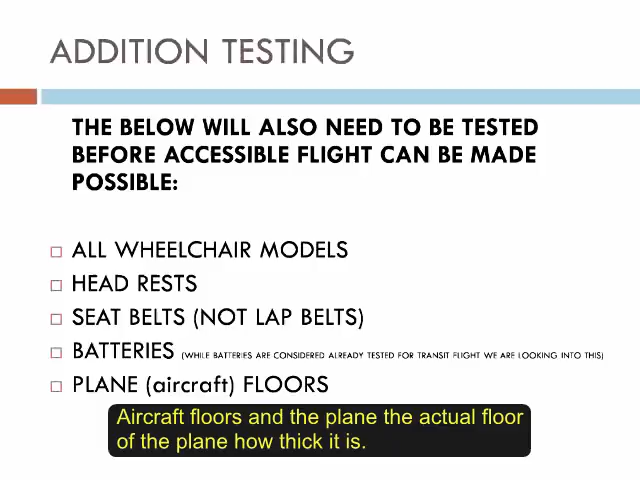 ADDITION TESTING
THE BELOW WILL ALSO NEED TO BE TESTED
BEFORE ACCESSIBLE FLIGHT CAN BE MADE
POSSIBLE:
ALL WHEELCHAIR MODELS
HEAD RESTS
SEAT BELTS (NOT LAP BELTS)
BATTERIES (WHILE BATTERIES ARE CONSIDERED ALREADY TESTED FOR TRANSIT FLIGHT WE ARE LOOKING INTO THIS)
PLANE (aircraft) FLOORS
Aircraft floors and the plane the actual floor
of the plane how thick it is.